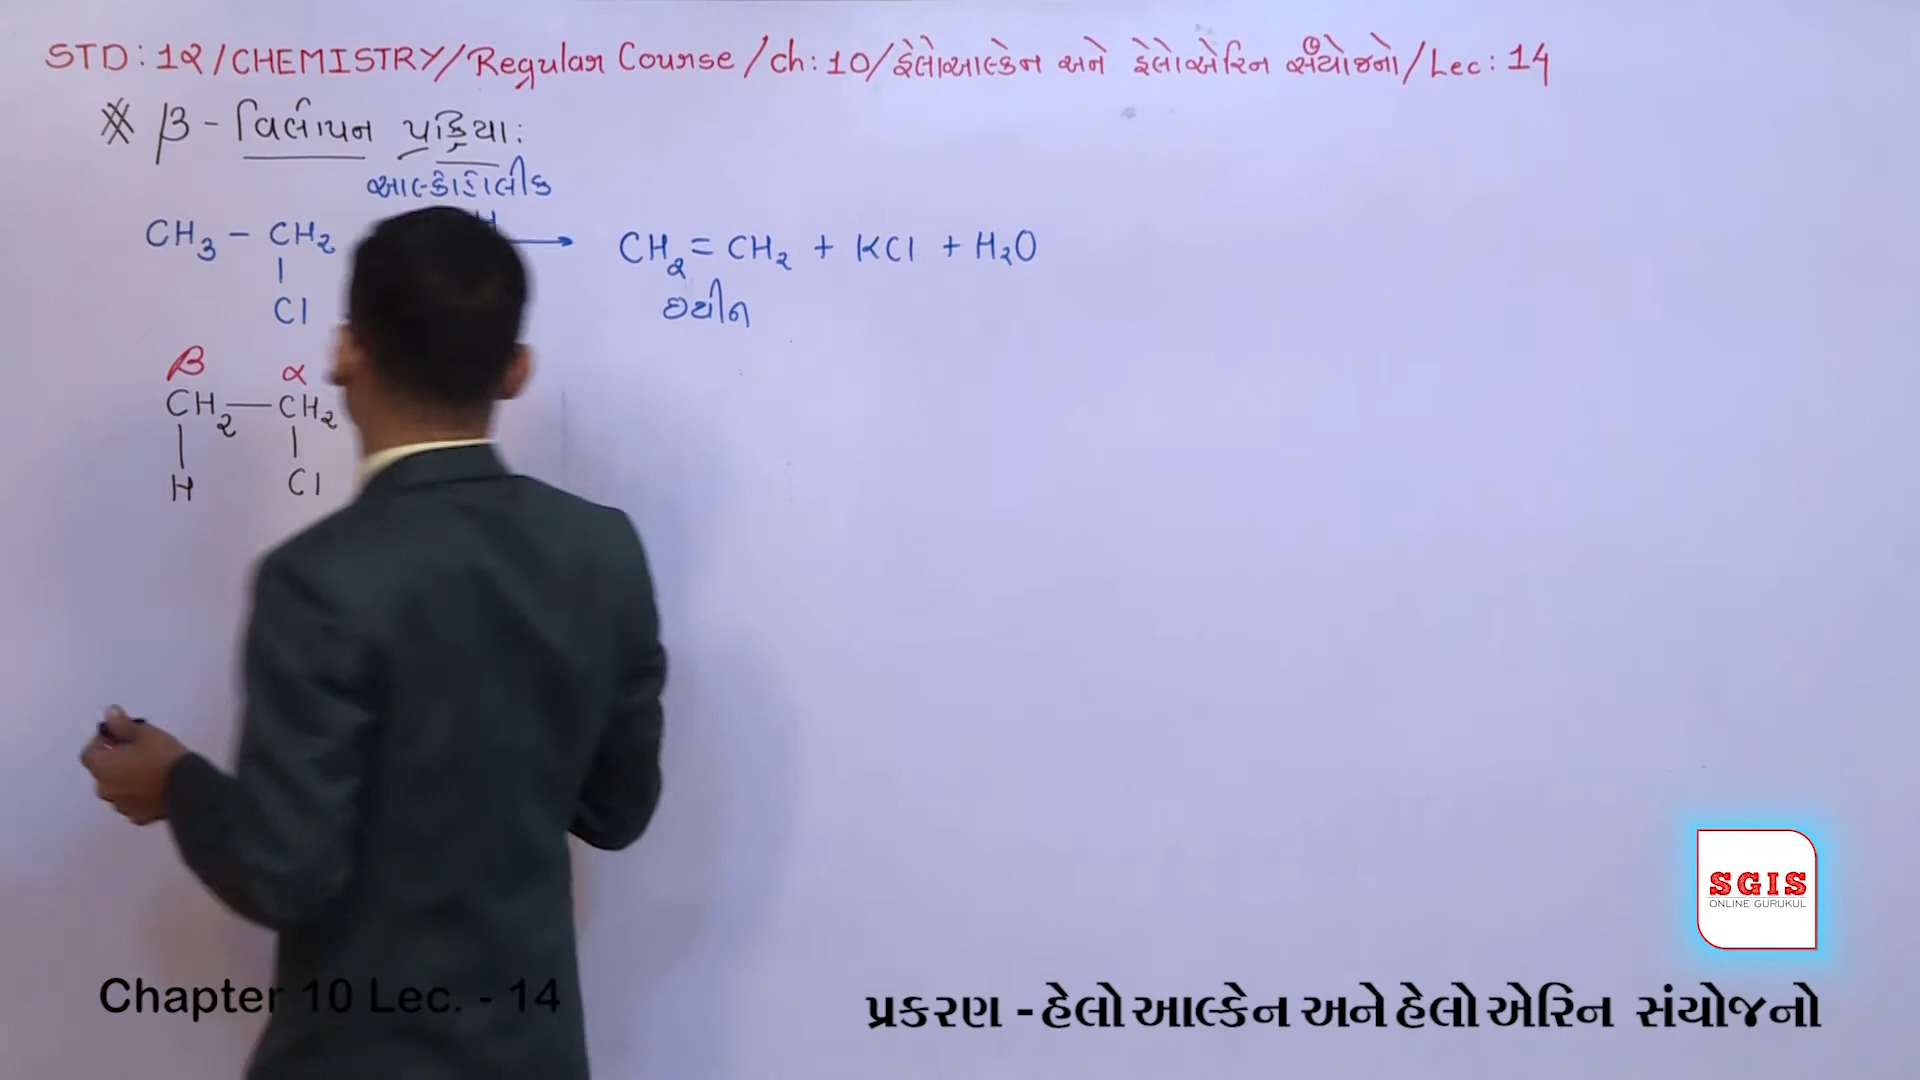 STD: 12/CHEMISTRY/Regular Course/ch: 10/હેલોઆલ્કેન અને હેલોએરિન સંયોજનો/Lec: 14
β - વિલોપન પ્રક્રિયા:
આલ્કોહોલીક
CH3 - CH2 → CH2 = CH2 + KCl + H2O
Cl
ઇથીન
β α
CH2 — CH2
H Cl
SGIS
ONLINE GURUKUL
Chapter 10 Lec. - 14
પ્રકરણ - હેલો આલ્કેન અને હેલો એરિન સંયોજનો